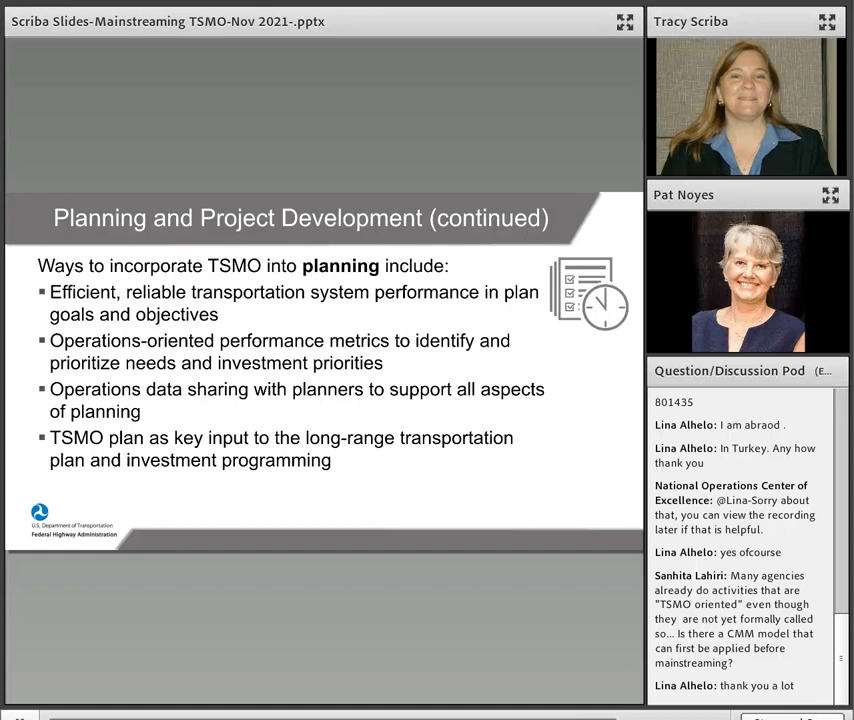 Scriba Slides-Mainstreaming TSMO-Nov 2021-.pptx
Planning and Project Development (continued)
Ways to incorporate TSMO into planning include:
▪ Efficient, reliable transportation system performance in plan
goals and objectives
▪ Operations-oriented performance metrics to identify and
prioritize needs and investment priorities
▪ Operations data sharing with planners to support all aspects
of planning
▪ TSMO plan as key input to the long-range transportation
plan and investment programming
U.S. Department of Transportation
Federal Highway Administration
Tracy Scriba
Pat Noyes
Question/Discussion Pod (E...
801435
Lina Alhelo: I am abraod .
Lina Alhelo: In Turkey. Any how
thank you
National Operations Center of
Excellence: @Lina-Sorry about
that, you can view the recording
later if that is helpful.
Lina Alhelo: yes ofcourse
Sanhita Lahiri: Many agencies
already do activities that are
"TSMO oriented" even though
they are not yet formally called
so... Is there a CMM model that
can first be applied before
mainstreaming?
Lina Alhelo: thank you a lot